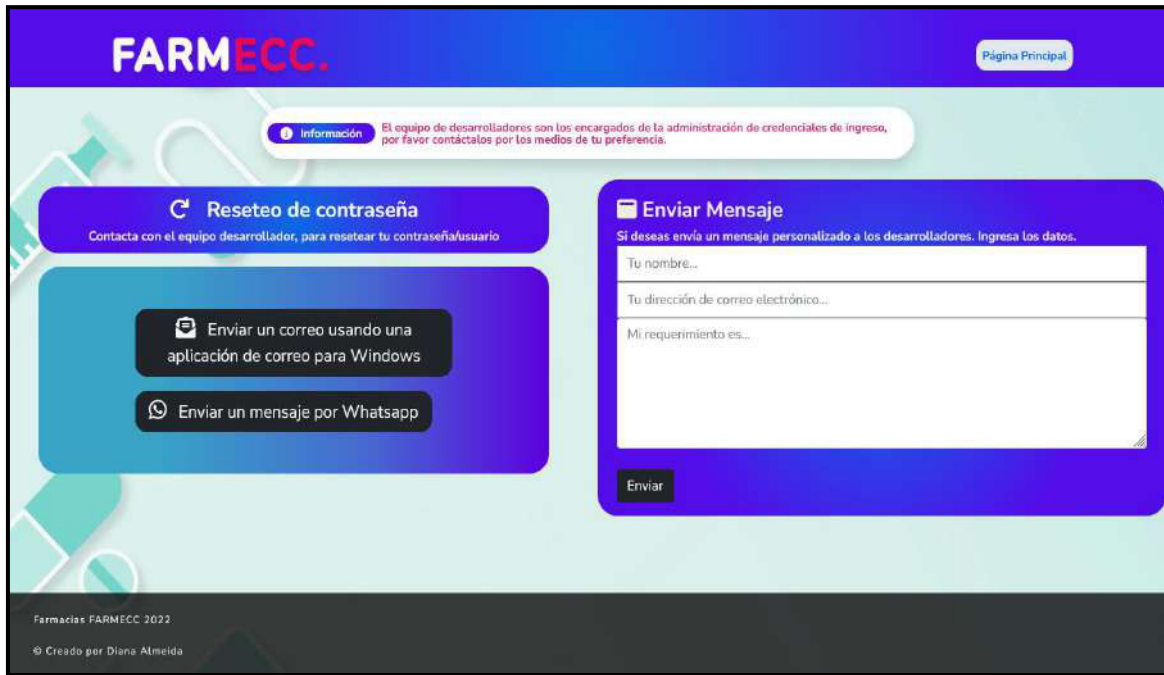 FARMECC.
Página Principal
Información
El equipo de desarrolladores son los encargados de la administración de credenciales de ingreso,
por favor contáctalos por los medios de tu preferencia.
Reseteo de contraseña
Contacta con el equipo desarrollador, para resetear tu contraseña/usuario
Enviar un correo usando una
aplicación de correo para Windows
Enviar un mensaje por Whatsapp
Enviar Mensaje
Si deseas envía un mensaje personalizado a los desarrolladores. Ingresa los datos.
Tu nombre...
Tu dirección de correo electrónico...
Mi requerimiento es...
Enviar
Farmacias FARMECC 2022
© Creado por Diana Almeida